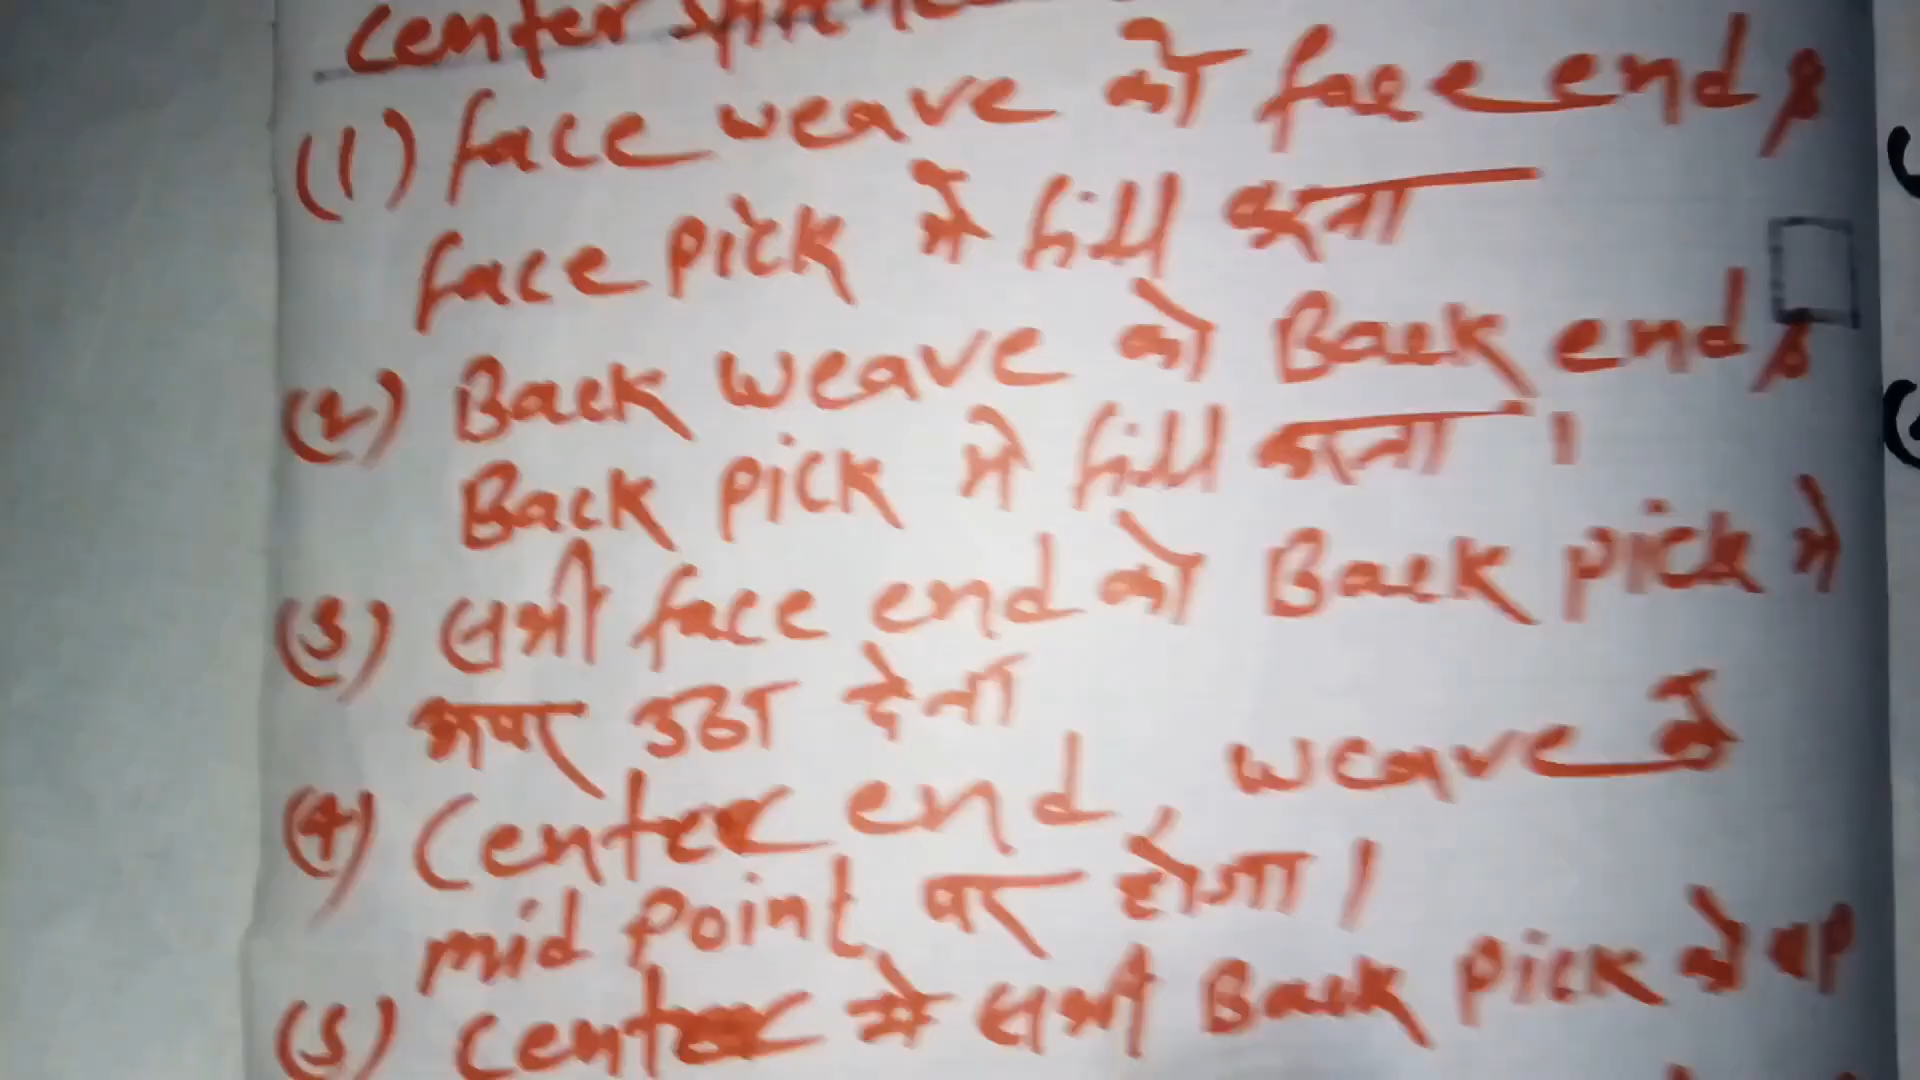 center
(1) face weave को face end &
face pick मे fill करना
(2) Back weave को Back end &
Back pick मे fill करना ।
(3) सभी face end को Back pick मे
ऊपर उठा देना
(4) Center end, weave के
mid point पर होगा ।
(5) Center मे सभी Back pick के